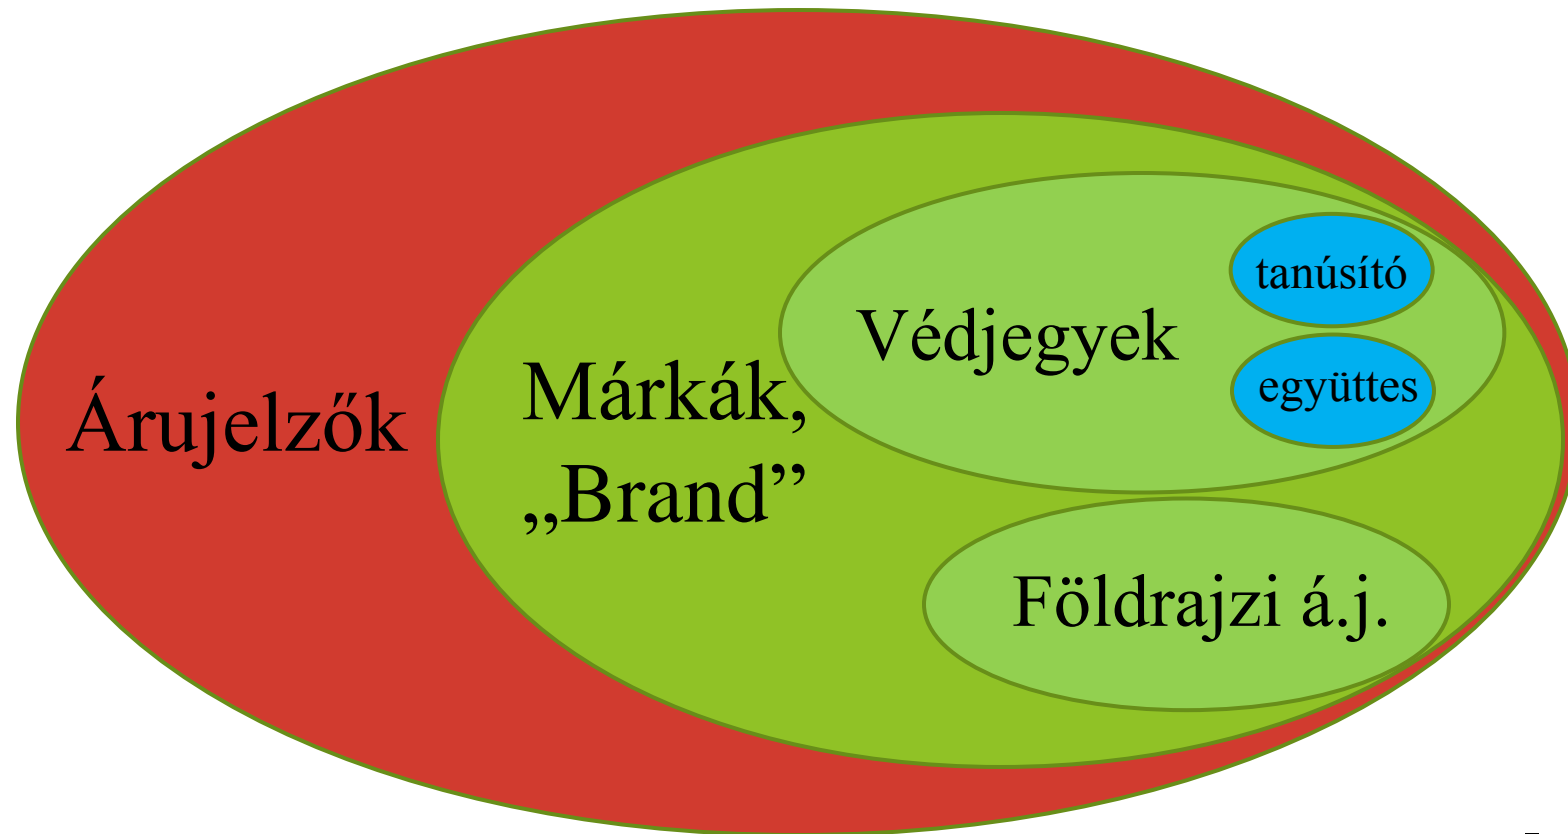 Árujelzők
Márkák,
„Brand”
Védjegyek
tanúsító
együttes
Földrajzi á.j.